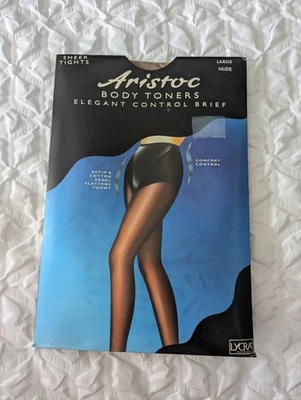 SHEER
TIGHTS
LARGE
NUDE
Aristoc
BODY TONERS
ELEGANT CONTROL BRIEF
COMFORT
CONTROL
SATIN &
COTTON
PANEL
FLATTENS
TUMMY
LYCRA